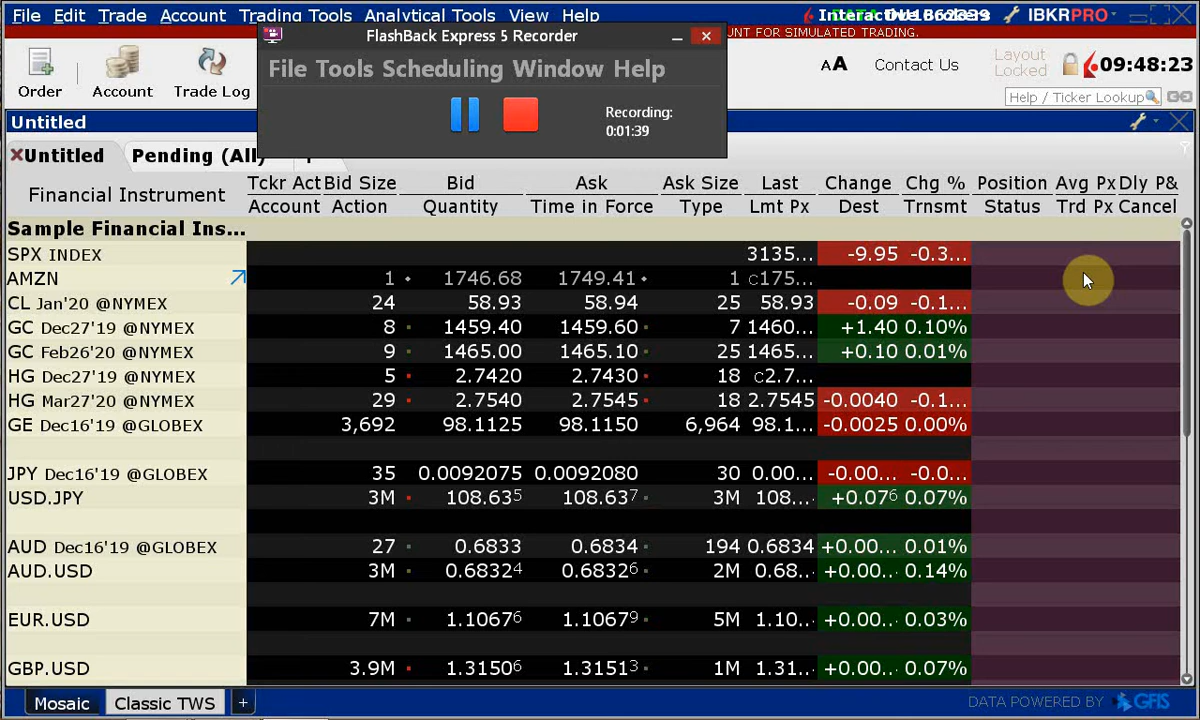 File Edit Trade Account Trading Tools Analytical Tools View Help Interactive Brokers IBKRPRO
FlashBack Express 5 Recorder
File Tools Scheduling Window Help
Recording:
0:01:39
UNT FOR SIMULATED TRADING.
Order Account Trade Log
AA Contact Us Layout Locked 09:48:23
Help / Ticker Lookup
Untitled
Untitled Pending (All)
Financial Instrument
Tckr Act Bid Size Bid Ask Ask Size Last Change Chg % Position Avg Px Dly P&
Account Action Quantity Time in Force Type Lmt Px Dest Trnsmt Status Trd Px Cancel
Sample Financial Ins...
SPX INDEX 3135... -9.95 -0.3...
AMZN 1 1746.68 1749.41 1 c175...
CL Jan'20 @NYMEX 24 58.93 58.94 25 58.93 -0.09 -0.1...
GC Dec27'19 @NYMEX 8 1459.40 1459.60 7 1460... +1.40 0.10%
GC Feb26'20 @NYMEX 9 1465.00 1465.10 25 1465... +0.10 0.01%
HG Dec27'19 @NYMEX 5 2.7420 2.7430 18 c2.7...
HG Mar27'20 @NYMEX 29 2.7540 2.7545 18 2.7545 -0.0040 -0.1...
GE Dec16'19 @GLOBEX 3,692 98.1125 98.1150 6,964 98.1... -0.0025 0.00%
JPY Dec16'19 @GLOBEX 35 0.0092075 0.0092080 30 0.00... -0.00... -0.0...
USD.JPY 3M 108.635 108.637 3M 108... +0.076 0.07%
AUD Dec16'19 @GLOBEX 27 0.6833 0.6834 194 0.6834 +0.00... 0.01%
AUD.USD 3M 0.68324 0.68326 2M 0.68... +0.00... 0.14%
EUR.USD 7M 1.10676 1.10679 5M 1.10... +0.00... 0.03%
GBP.USD 3.9M 1.31506 1.31513 1M 1.31... +0.00... 0.07%
Mosaic Classic TWS +
DATA POWERED BY GFIS